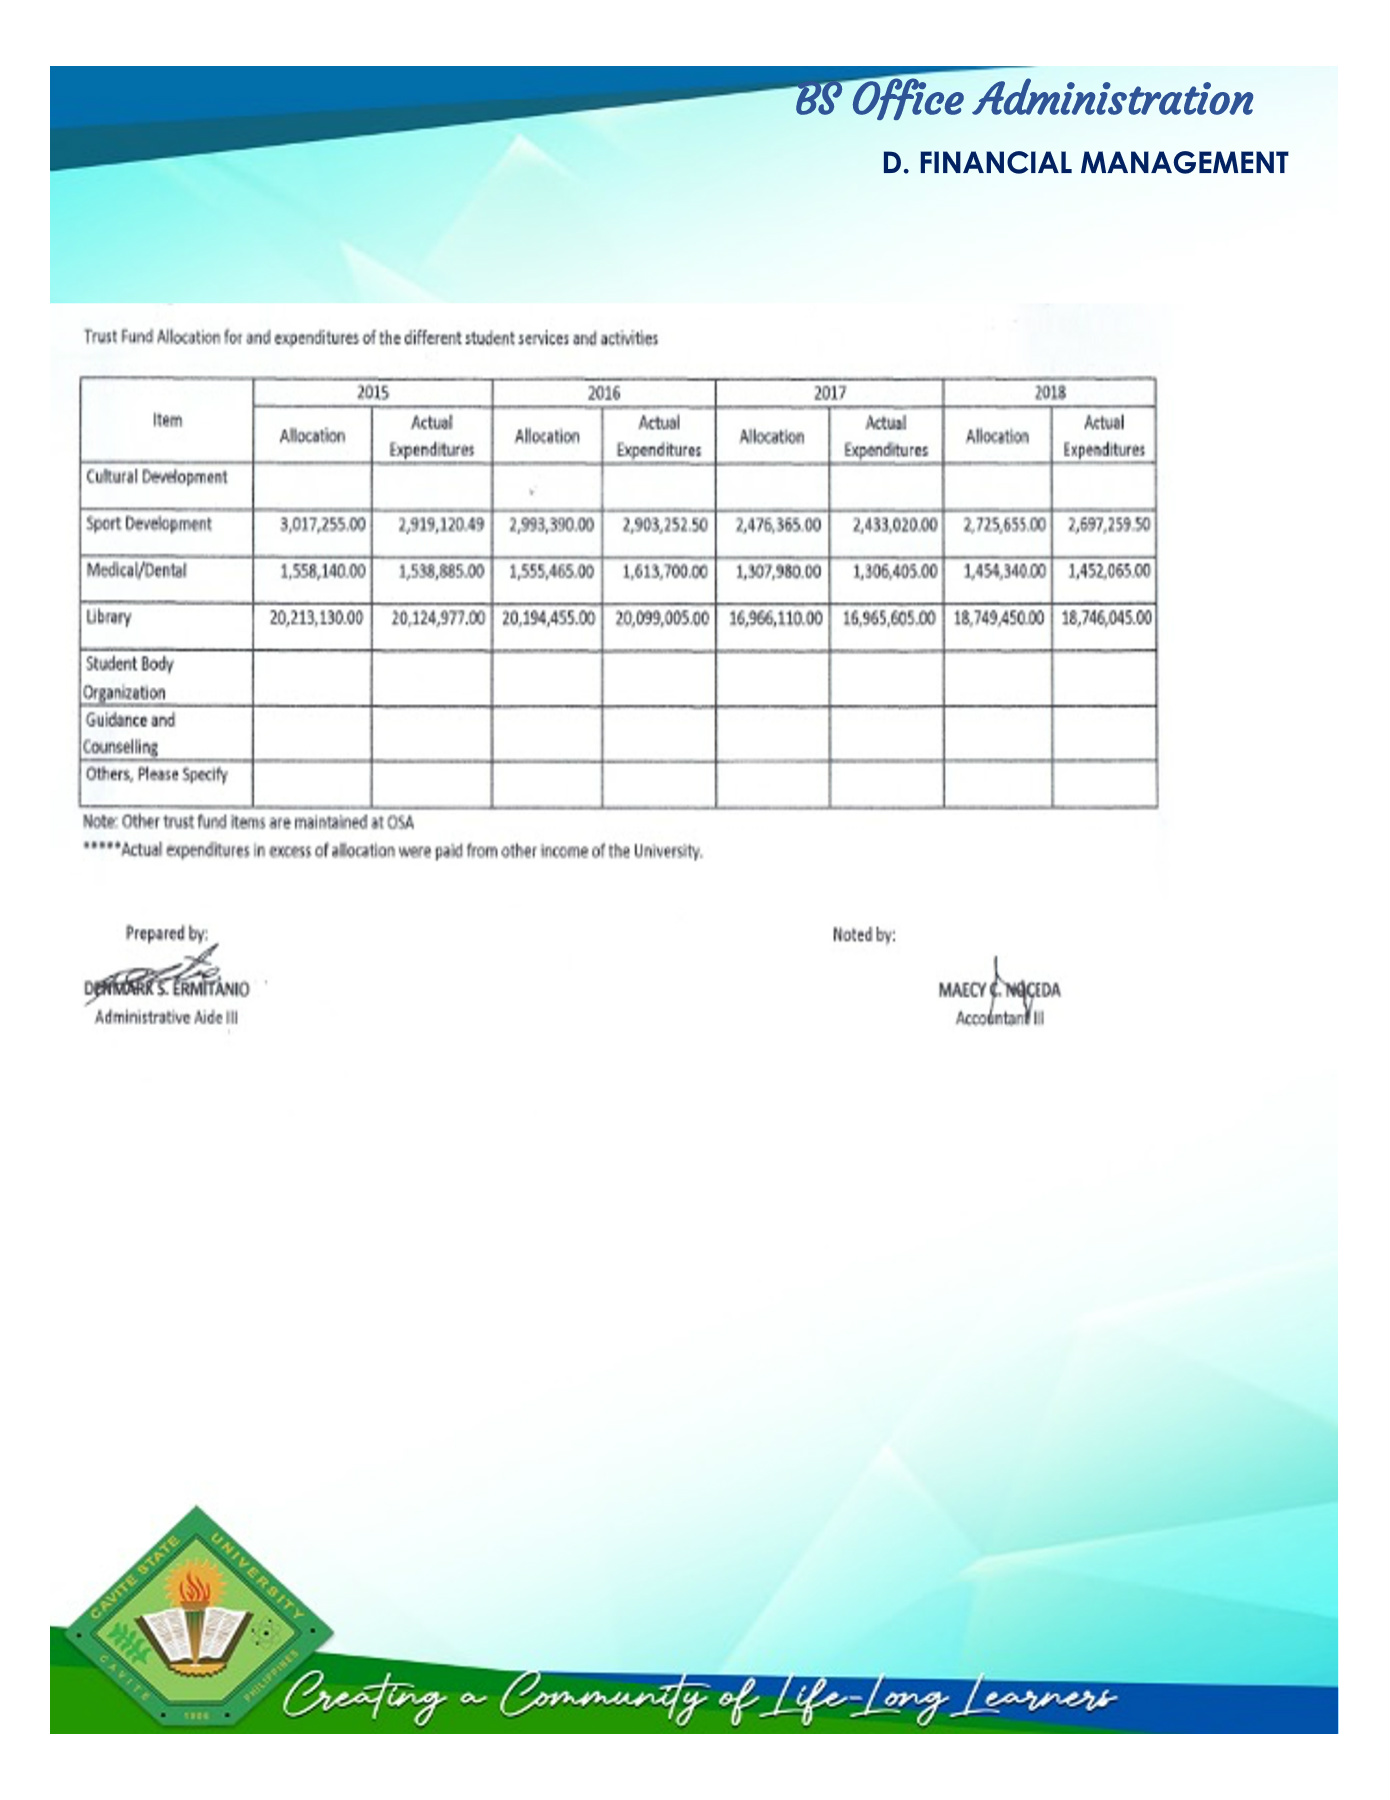 BS Office Administration
D. FINANCIAL MANAGEMENT
Trust Fund Allocation for and expenditures of the different student services and activities
Item 2015 2016 2017 2018
Allocation Actual Expenditures Allocation Actual Expenditures Allocation Actual Expenditures Allocation Actual Expenditures
Cultural Development
Sport Development 3,017,255.00 2,919,120.49 2,993,390.00 2,903,252.50 2,476,365.00 2,433,020.00 2,725,655.00 2,697,259.50
Medical/Dental 1,558,140.00 1,538,885.00 1,555,465.00 1,613,700.00 1,307,980.00 1,306,405.00 1,454,340.00 1,452,065.00
Library 20,213,130.00 20,124,977.00 20,194,455.00 20,099,005.00 16,966,110.00 16,965,605.00 18,749,450.00 18,746,045.00
Student Body
Organization
Guidance and
Counselling
Others, Please Specify
Note: Other trust fund items are maintained at OSA
*****Actual expenditures in excess of allocation were paid from other income of the University.
Prepared by: Noted by:
DENMARK S. ERMITANIO MAECY C. NOCEDA
Administrative Aide III Accountant III
CAVITE STATE UNIVERSITY
CAVITE PHILIPPINES
1906
Creating a Community of Life-Long Learners